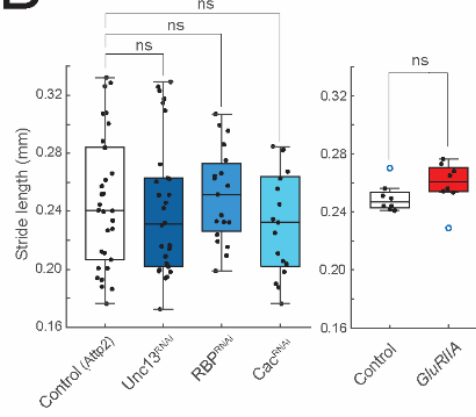 D
ns
ns
ns
ns
Stride length (mm)
0.32
0.28
0.24
0.20
0.16
0.32
0.28
0.24
0.20
0.16
Control (Attp2)
Unc13RNAi
RBPRNAi
CacRNAi
Control
GluRIIA